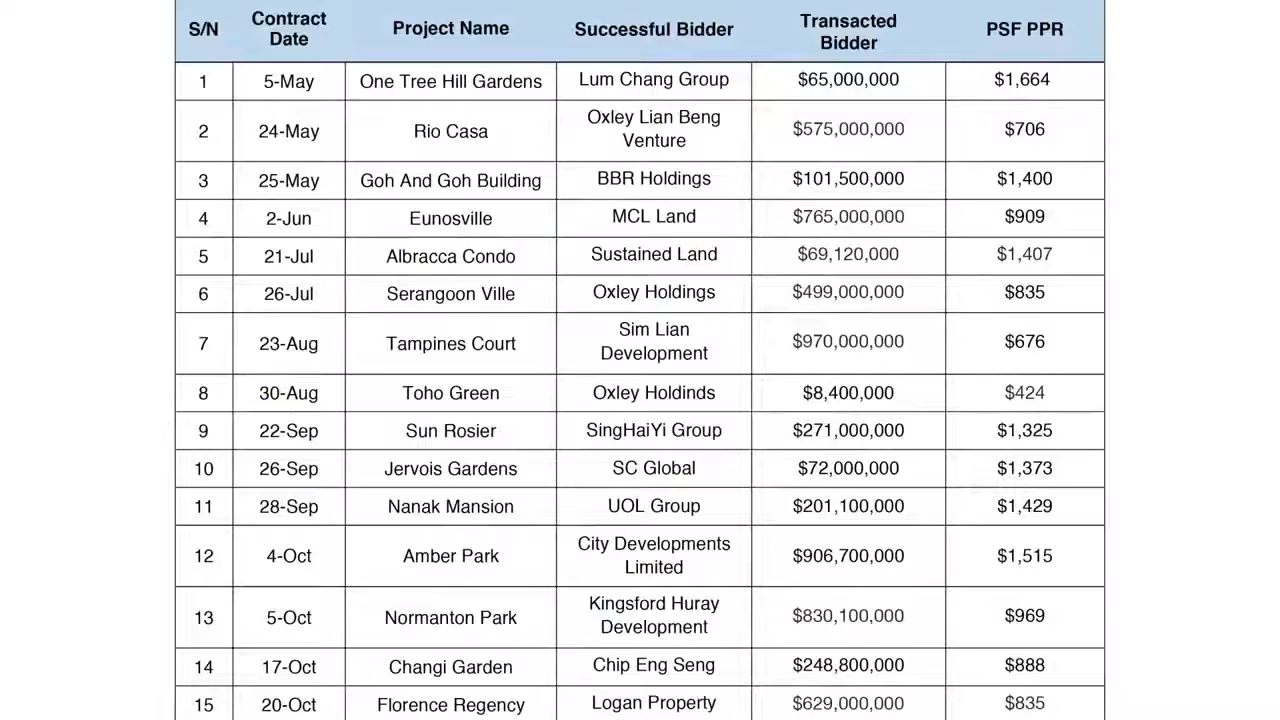 S/N Contract Date Project Name Successful Bidder Transacted Bidder PSF PPR
1 5-May One Tree Hill Gardens Lum Chang Group $65,000,000 $1,664
2 24-May Rio Casa Oxley Lian Beng Venture $575,000,000 $706
3 25-May Goh And Goh Building BBR Holdings $101,500,000 $1,400
4 2-Jun Eunosville MCL Land $765,000,000 $909
5 21-Jul Albracca Condo Sustained Land $69,120,000 $1,407
6 26-Jul Serangoon Ville Oxley Holdings $499,000,000 $835
7 23-Aug Tampines Court Sim Lian Development $970,000,000 $676
8 30-Aug Toho Green Oxley Holdinds $8,400,000 $424
9 22-Sep Sun Rosier SingHaiYi Group $271,000,000 $1,325
10 26-Sep Jervois Gardens SC Global $72,000,000 $1,373
11 28-Sep Nanak Mansion UOL Group $201,100,000 $1,429
12 4-Oct Amber Park City Developments Limited $906,700,000 $1,515
13 5-Oct Normanton Park Kingsford Huray Development $830,100,000 $969
14 17-Oct Changi Garden Chip Eng Seng $248,800,000 $888
15 20-Oct Florence Regency Logan Property $629,000,000 $835